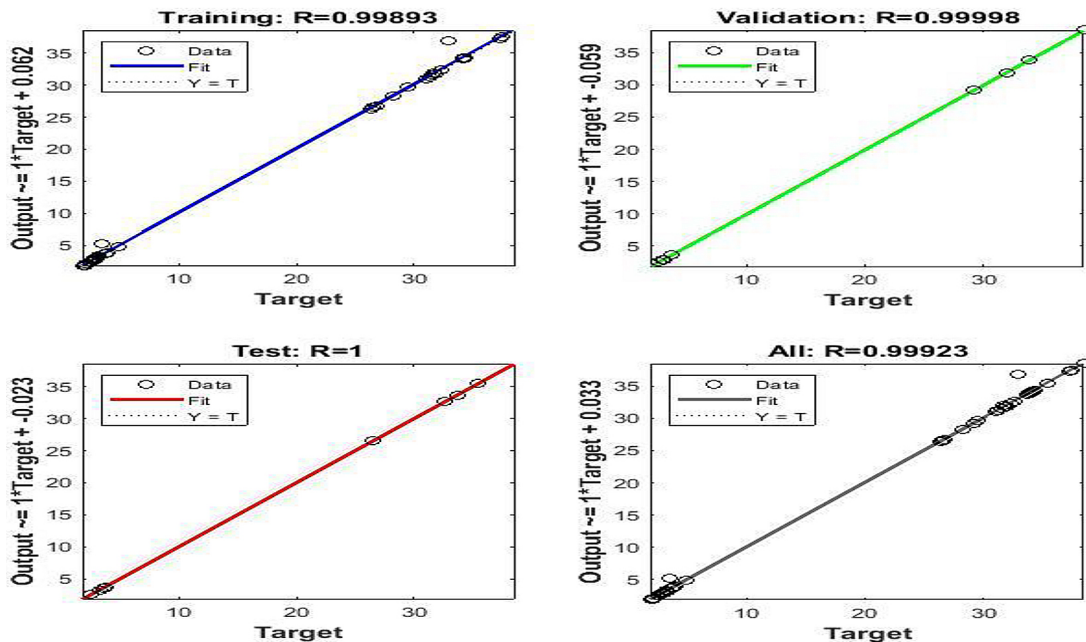 Training: R=0.99893
Output ~= 1*Target + 0.062
35
30
25
20
15
10
5
Data
Fit
Y = T
10
20
30
Target
Validation: R=0.99998
Output ~= 1*Target + -0.059
35
30
25
20
15
10
5
Data
Fit
Y = T
10
20
30
Target
Test: R=1
Output ~= 1*Target + -0.023
35
30
25
20
15
10
5
Data
Fit
Y = T
10
20
30
Target
All: R=0.99923
Output ~= 1*Target + 0.033
35
30
25
20
15
10
5
Data
Fit
Y = T
10
20
30
Target